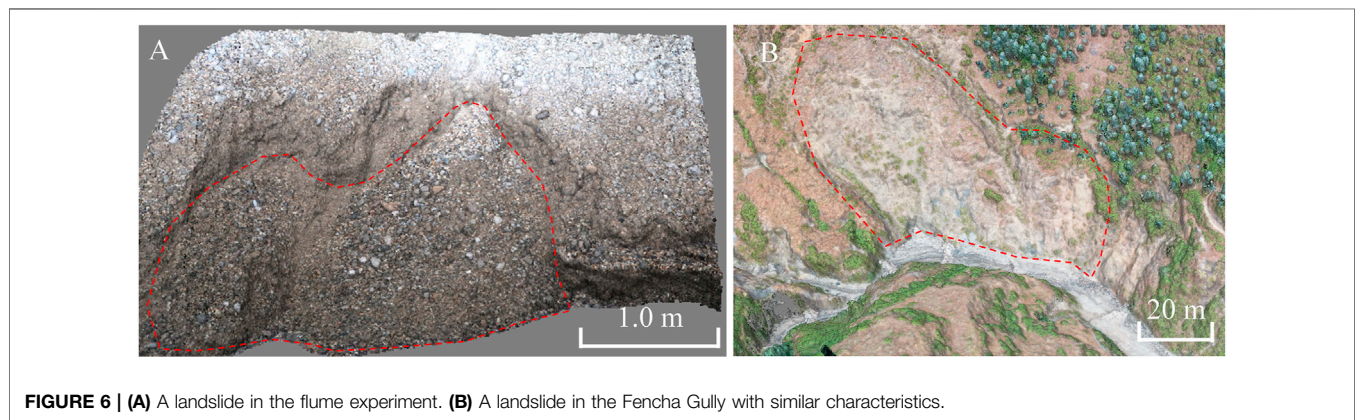 A
B
1.0 m
20 m
FIGURE 6 | (A) A landslide in the flume experiment. (B) A landslide in the Fencha Gully with similar characteristics.